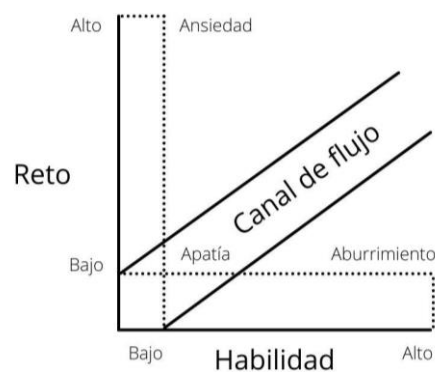 Alto
Ansiedad
Canal de flujo
Reto
Bajo
Apatía
Aburrimiento
Bajo
Habilidad
Alto